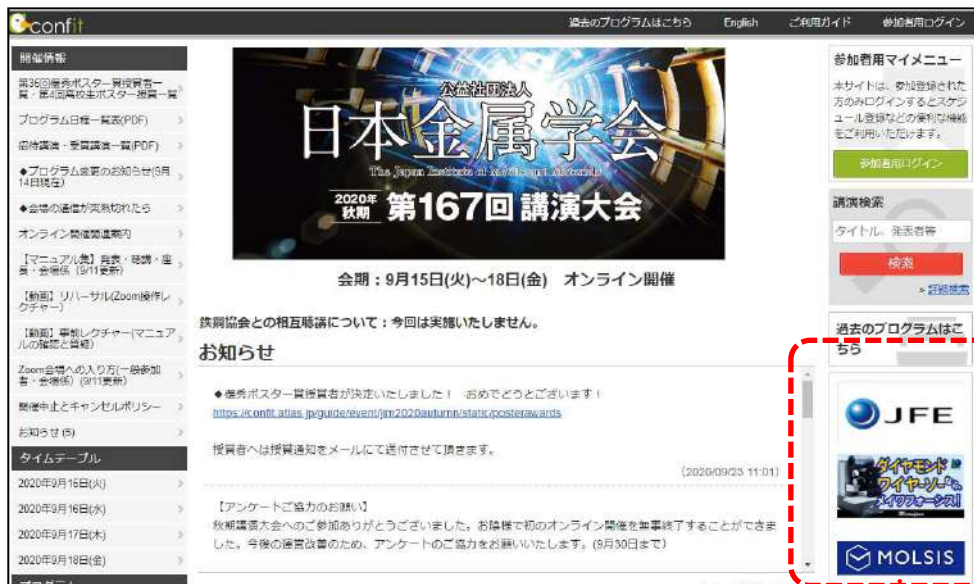 confit
過去のプログラムはこちら
English
ご利用ガイド
参加者用ログイン
開催情報
第36回優秀ポスター賞授賞者一
覧・第4回高校生ポスター授賞一覧
プログラム日程一覧表(PDF)
招待講演・受賞講演一覧(PDF)
◆プログラム変更のお知らせ(9月
14日現在)
◆会場の通信が突然切れたら
オンライン開催関連案内
【マニュアル集】発表・聴講・座
長・会場係 (9/11更新)
【動画】リハーサル(Zoom操作レ
クチャー)
【動画】事前レクチャー(マニュア
ルの確認と質疑)
Zoom会場への入り方(一般参加
者・会場係) (9/11更新)
開催中止とキャンセルポリシー
お知らせ (5)
タイムテーブル
2020年9月15日(火)
2020年9月16日(水)
2020年9月17日(木)
2020年9月18日(金)
プログラム
公益社団法人
日本金属学会
The Japan Institute of Metals and Materials
2020年
秋期
第167回 講演大会
会期：9月15日(火)～18日(金) オンライン開催
鉄鋼協会との相互聴講について：今回は実施いたしません。
お知らせ
◆優秀ポスター賞授賞者が決定いたしました！ おめでとうございます！
https://confit.atlas.jp/guide/event/jim2020autumn/static/posterawards
授賞者へは授賞通知をメールにて送付させて頂きます。
(2020/09/23 11:01)
【アンケートご協力のお願い】
秋期講演大会へのご参加ありがとうございました。お陰様で初のオンライン開催を無事終了することができま
した。今後の運営改善のため、アンケートのご協力をお願いいたします。(9月30日まで)
参加者用マイメニュー
本サイトは、参加登録された
方のみログインするとスケジ
ュール登録などの便利な機能
をご利用いただけます。
参加者用ログイン
講演検索
タイトル、発表者等
検索
» 詳細検索
過去のプログラムはこ
ちら
JFE
ダイヤモンド
ワイヤーソーなら
メイワフォーシス!
MOLSIS